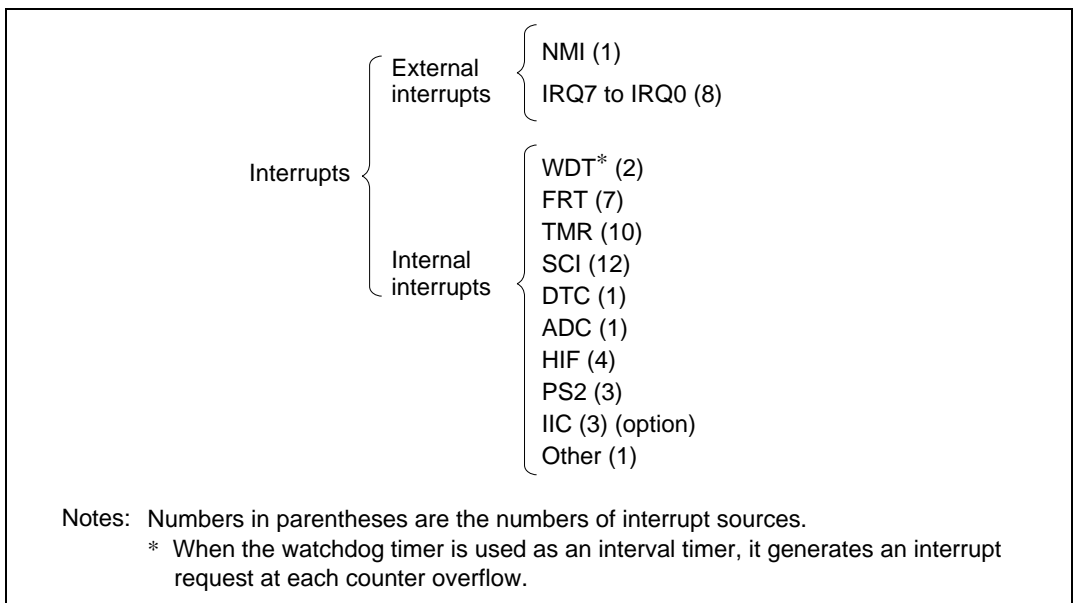 Interrupts
External
interrupts
NMI (1)
IRQ7 to IRQ0 (8)
Internal
interrupts
WDT* (2)
FRT (7)
TMR (10)
SCI (12)
DTC (1)
ADC (1)
HIF (4)
PS2 (3)
IIC (3) (option)
Other (1)
Notes: Numbers in parentheses are the numbers of interrupt sources.
* When the watchdog timer is used as an interval timer, it generates an interrupt
request at each counter overflow.